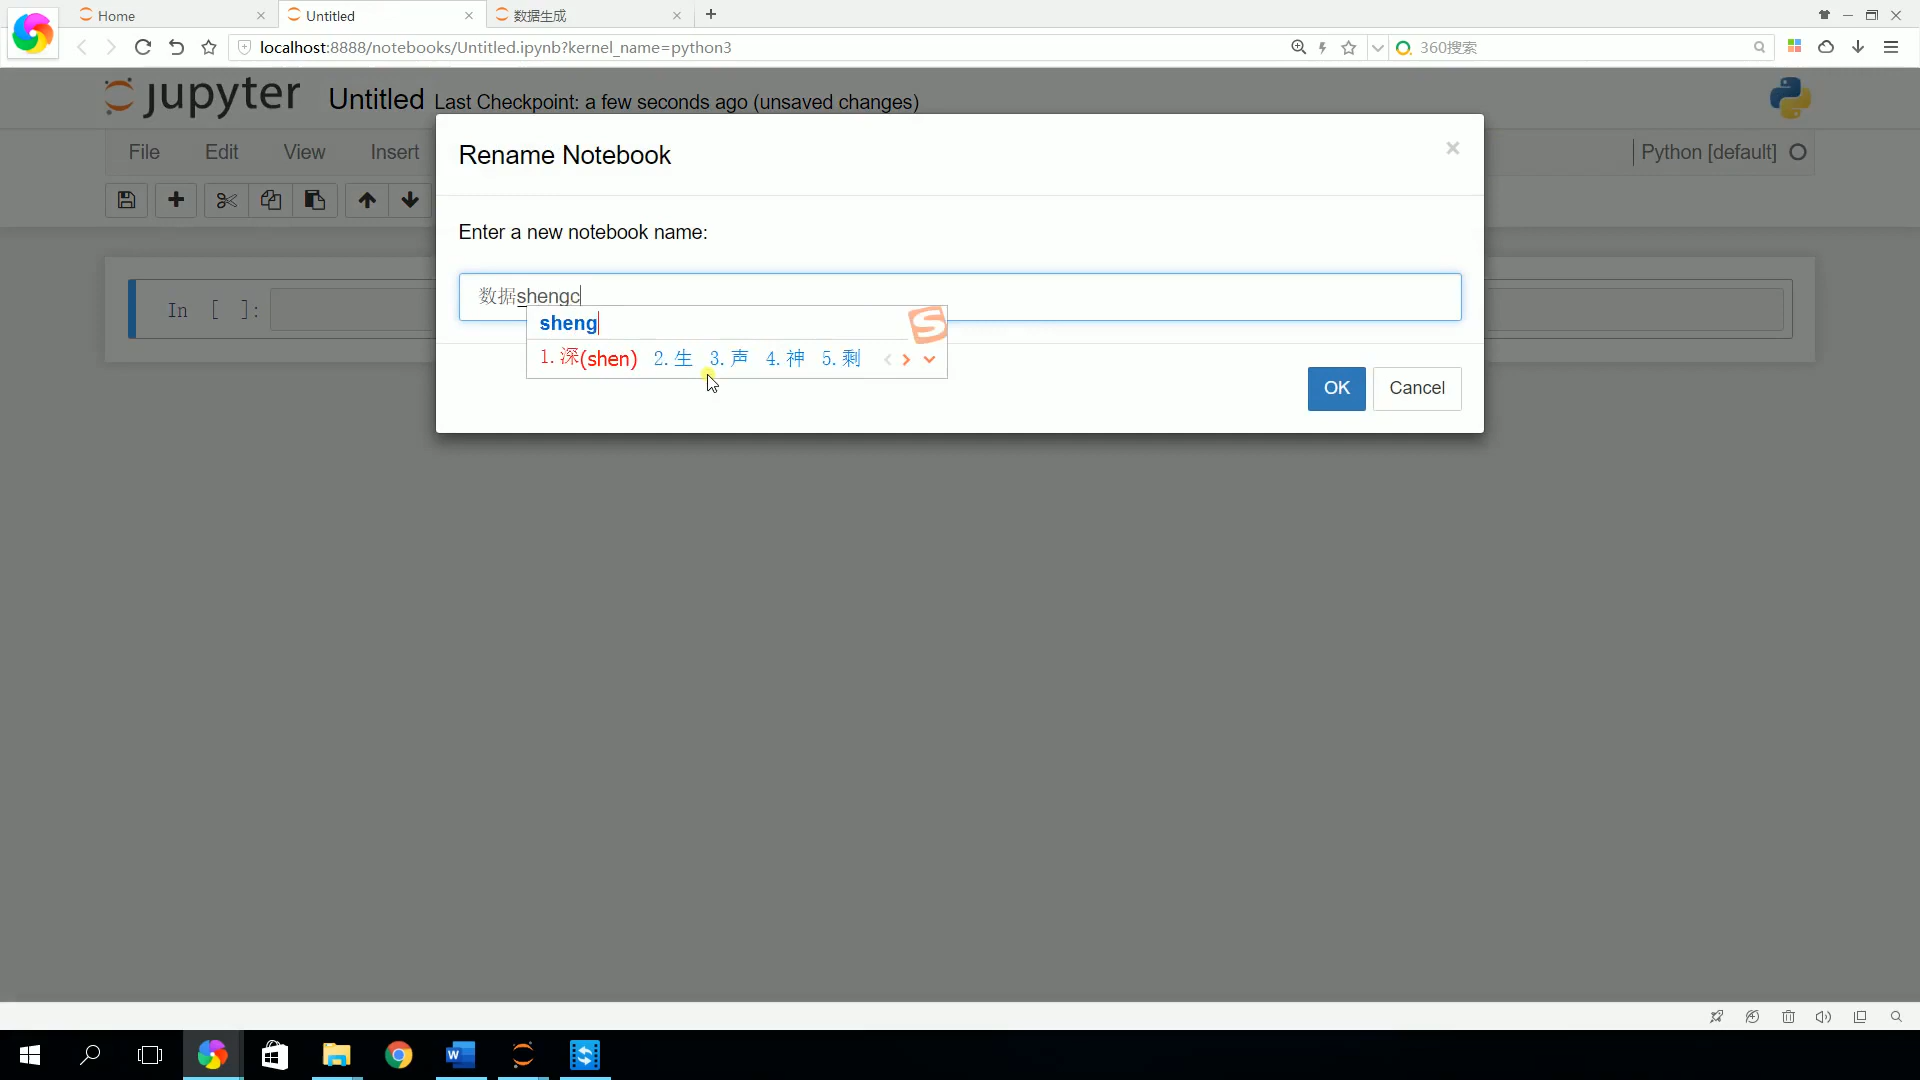 Home
Untitled
数据生成
localhost:8888/notebooks/Untitled.ipynb?kernel_name=python3
360搜索
jupyter
Untitled Last Checkpoint: a few seconds ago (unsaved changes)
File Edit View Insert
Python [default]
Rename Notebook
Enter a new notebook name:
数据shengc
sheng
1.深(shen) 2.生 3.声 4.神 5.剩
OK
Cancel
In [ ]: